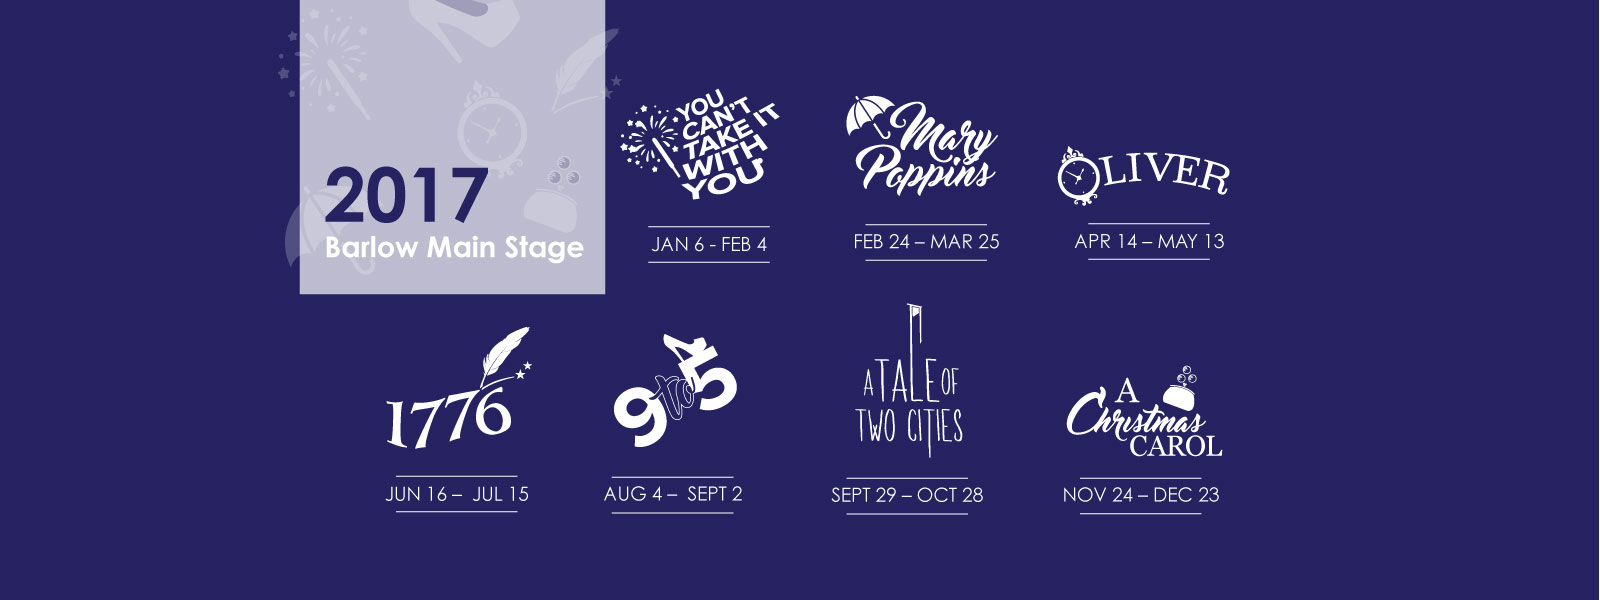 2017
Barlow Main Stage
YOU
CAN'T
TAKE IT
WITH
YOU
JAN 6 - FEB 4
Mary
Poppins
FEB 24 – MAR 25
OLIVER
APR 14 – MAY 13
1776
JUN 16 – JUL 15
9 to 5
AUG 4 – SEPT 2
A TALE OF
TWO CITIES
SEPT 29 – OCT 28
A
Christmas
CAROL
NOV 24 – DEC 23